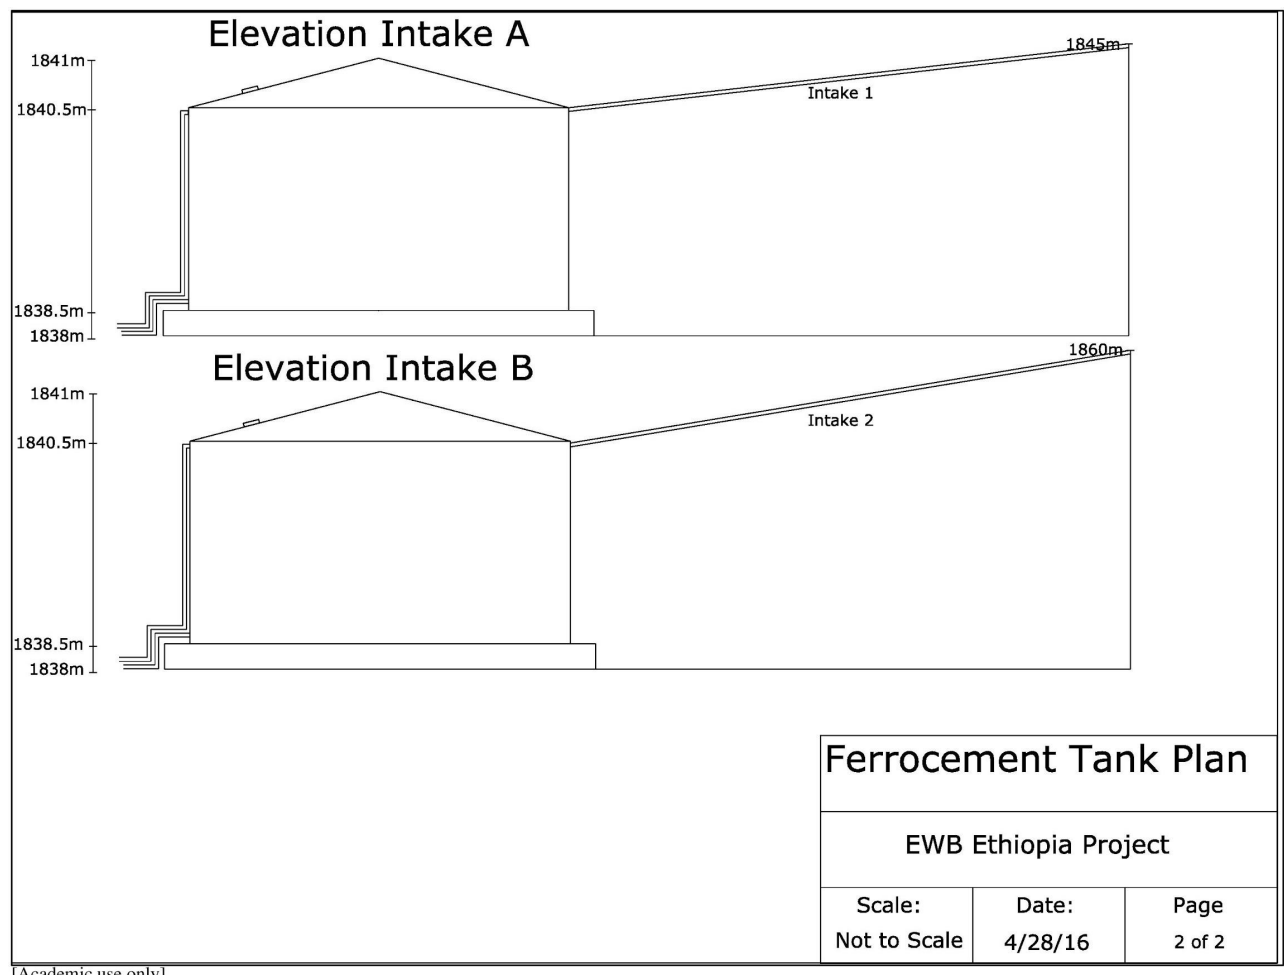 Elevation Intake A
1841m
1840.5m
1838.5m
1838m
1845m
Intake 1
Elevation Intake B
1841m
1840.5m
1838.5m
1838m
1860m
Intake 2
Ferrocement Tank Plan
EWB Ethiopia Project
Scale:
Not to Scale
Date:
4/28/16
Page
2 of 2
[Academic use only]